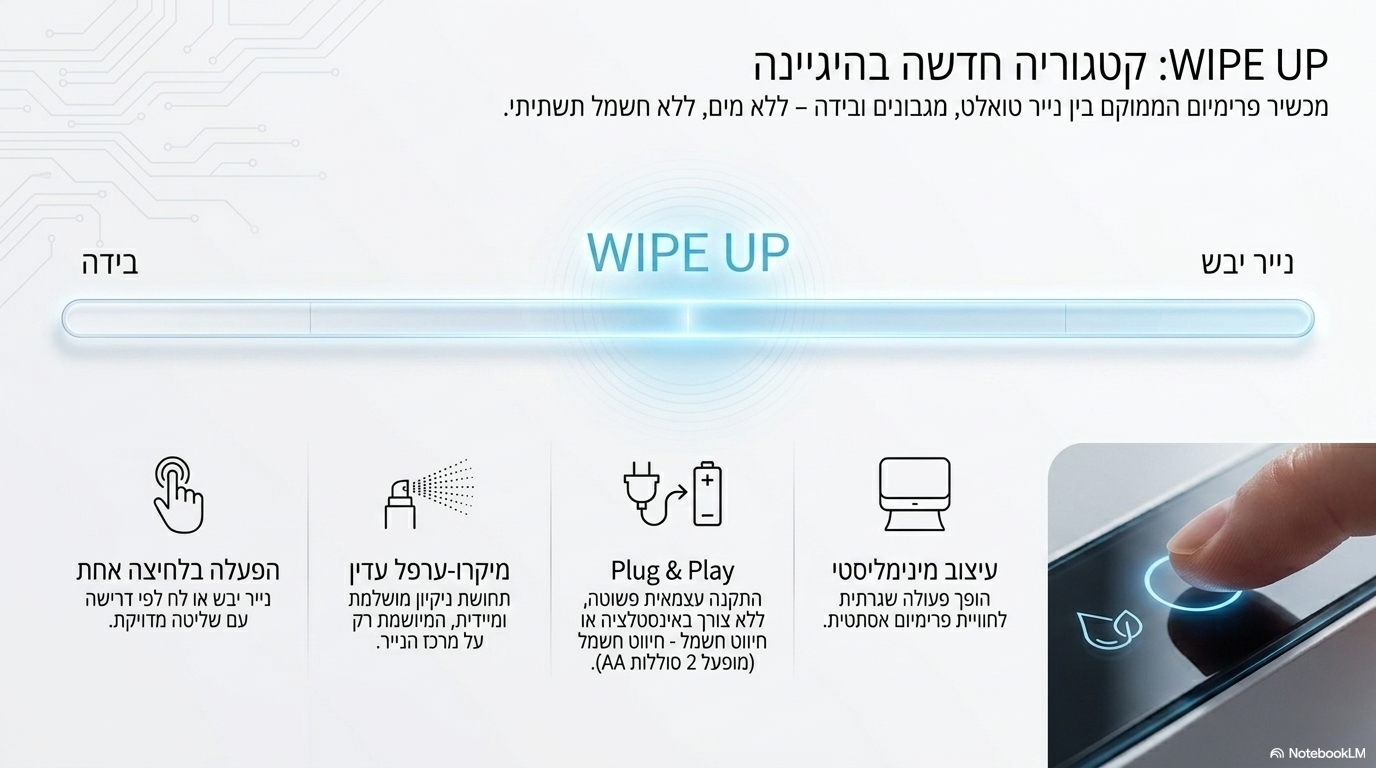 WIPE UP: קטגוריה חדשה בהיגיינה
מכשיר פרימיום הממוקם בין נייר טואלט, מגבונים ובידה – ללא מים, ללא חשמל תשתיתי.
WIPE UP
נייר יבש
בידה
עיצוב מינימליסטי
הופך פעולה שגרתית
לחוויית פרימיום אסתטית.
Plug & Play
התקנה עצמאית פשוטה,
ללא צורך באינסטלציה או
חיווט חשמל - חיווט חשמל
(מופעל 2 סוללות AA).
מיקרו-ערפל עדין
תחושת ניקיון מושלמת
ומיידית, המיושמת רק
על מרכז הנייר.
הפעלה בלחיצה אחת
נייר יבש או לח לפי דרישה
עם שליטה מדויקת.
NotebookLM